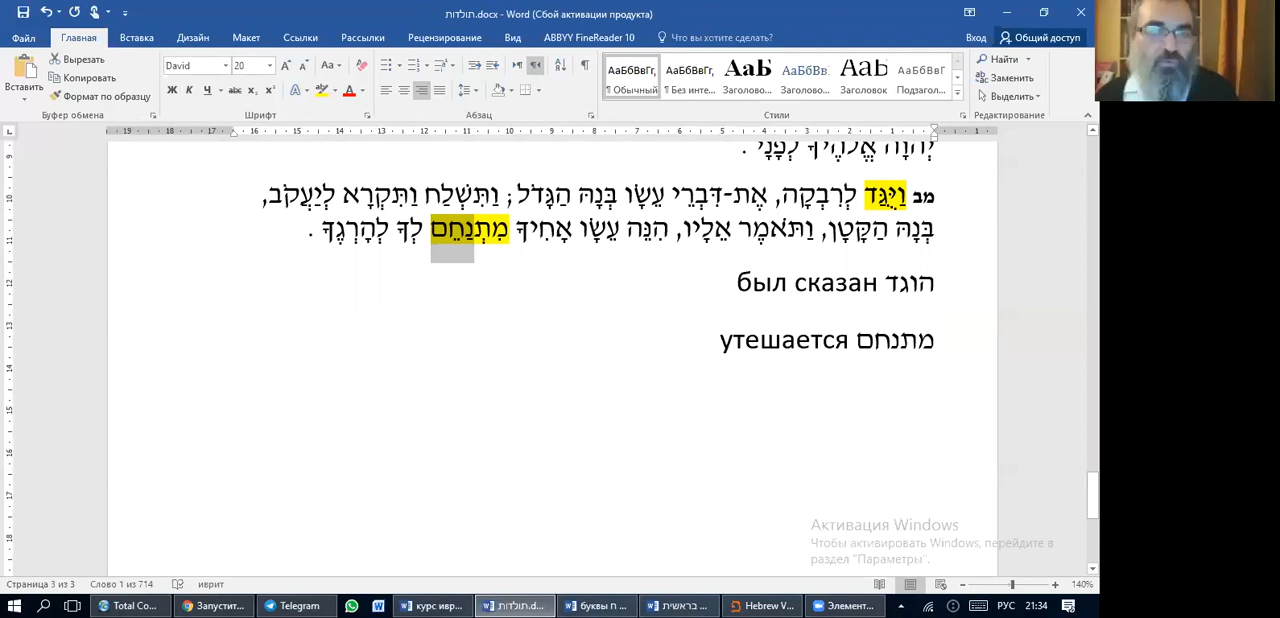 תולדות.docx - Word (Сбой активации продукта)
Файл Главная Вставка Дизайн Макет Ссылки Рассылки Рецензирование Вид ABBYY FineReader 10 Что вы хотите сделать? Вход Общий доступ
Вставить
Вырезать
Копировать
Формат по образцу
Буфер обмена
David 20
Шрифт
Абзац
АаБбВвГг, АаБбВвГг, АаБ АаБбВв АаБ АаБбВвГг
¶ Обычный ¶ Без инте... Заголово... Заголово... Заголовок Подзагол...
Стили
Найти
Заменить
Выделить
Редактирование
יְהוָה אֱלֹהֶיךָ לְפָנָי .
מב וַיֻּגַּד לְרִבְקָה, אֶת-דִּבְרֵי עֵשָׂו בְּנָהּ הַגָּדֹל; וַתִּשְׁלַח וַתִּקְרָא לְיַעֲקֹב,
בְּנָהּ הַקָּטָן, וַתֹּאמֶר אֵלָיו, הִנֵּה עֵשָׂו אָחִיךָ מִתְנַחֵם לְךָ לְהָרְגֶךָ .
הוגד был сказан
מתנחם утешается
Активация Windows
Чтобы активировать Windows, перейдите в
раздел "Параметры".
Страница 3 из 3 Слово 1 из 714 иврит 140%
Total Co... Запустит... Telegram курс иври... תולדות.d... буквы ח ... בראשית ... Hebrew V... Элемент... РУС 21:34